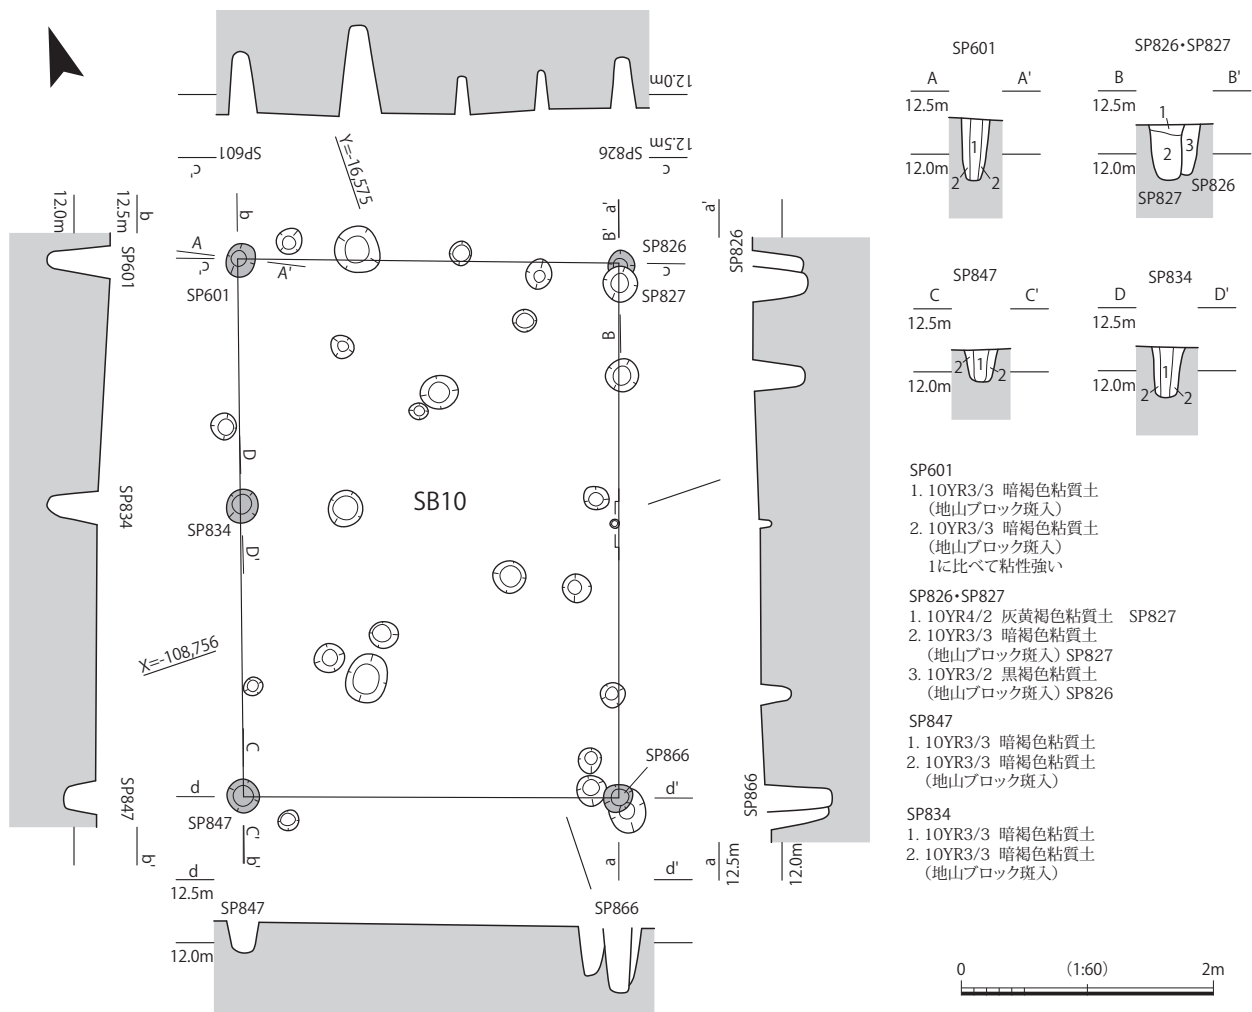 12.0m
12.5m
SP601
SP826
c'
c
Y=-16,575
12.0m
12.5m
b
b
a'
a'
SP601
A
c'
A'
SP601
B'
SP826
c
SP827
SP826
B
D
SB10
SP834
SP834
D'
X=-108,756
C
SP866
d
d'
SP847
SP847
C'
b'
b'
a
a
12.5m
12.0m
SP866
d
12.5m
d'
SP847
SP866
12.0m
SP601
A
A'
12.5m
12.0m
1
2
2
SP826・SP827
B
B'
12.5m
12.0m
1
2
3
SP826
SP827
SP847
C
C'
12.5m
12.0m
2
1
2
SP834
D
D'
12.5m
12.0m
1
2
2
SP601
1. 10YR3/3 暗褐色粘質土
（地山ブロック斑入）
2. 10YR3/3 暗褐色粘質土
（地山ブロック斑入）
1に比べて粘性強い
SP826・SP827
1. 10YR4/2 灰黄褐色粘質土 SP827
2. 10YR3/3 暗褐色粘質土
（地山ブロック斑入）SP827
3. 10YR3/2 黒褐色粘質土
（地山ブロック斑入）SP826
SP847
1. 10YR3/3 暗褐色粘質土
2. 10YR3/3 暗褐色粘質土
（地山ブロック斑入）
SP834
1. 10YR3/3 暗褐色粘質土
2. 10YR3/3 暗褐色粘質土
（地山ブロック斑入）
0 （1:60） 2m